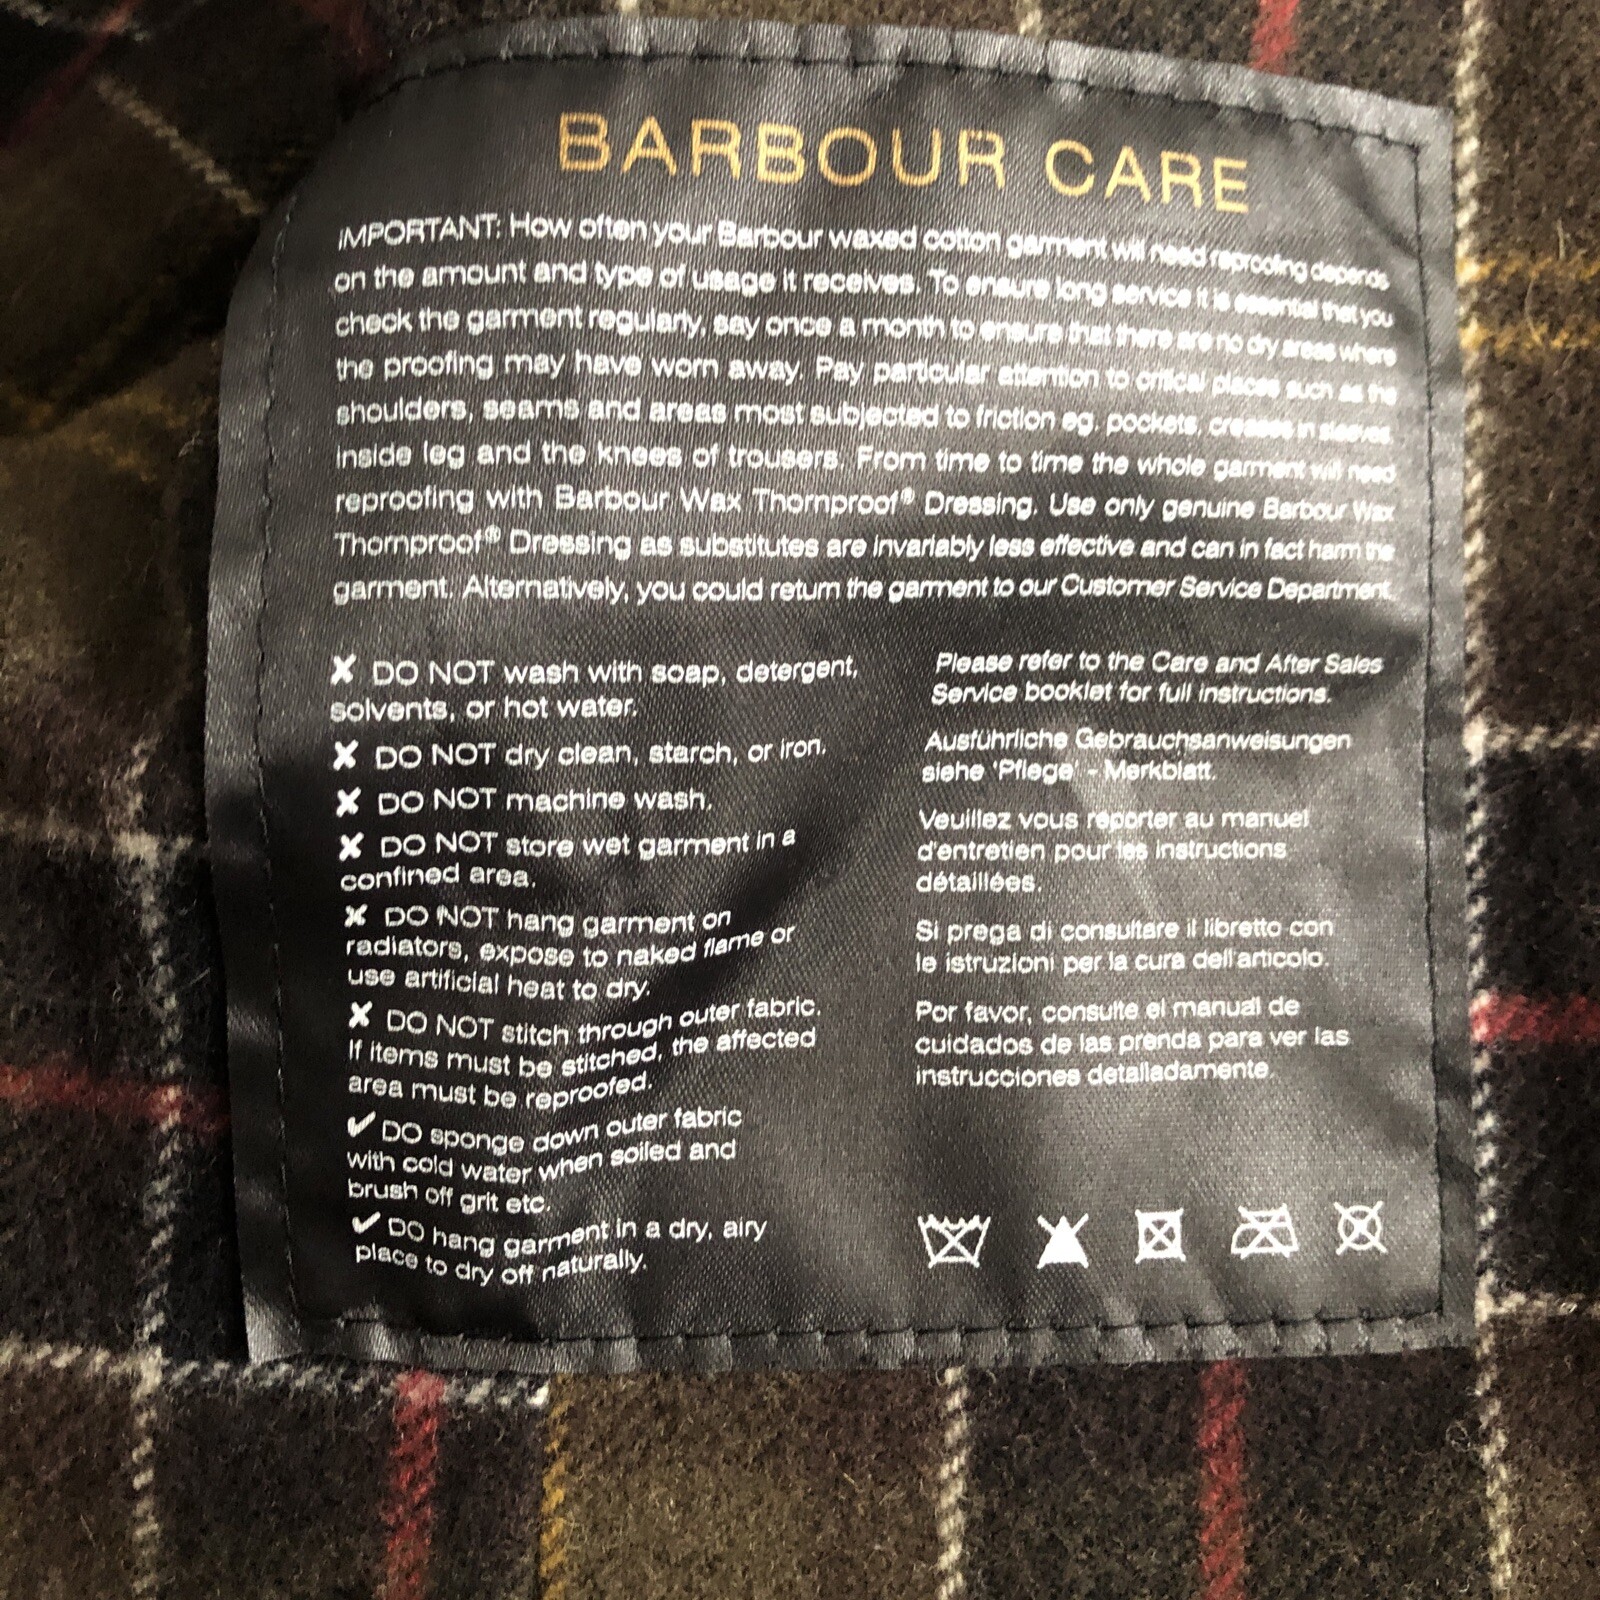 BARBOUR CARE
IMPORTANT: How often your Barbour waxed cotton garment will need reproofing depends
on the amount and type of usage it receives. To ensure long service it is essential that you
check the garment regularly, say once a month to ensure that there are no dry areas where
the proofing may have worn away. Pay particular attention to critical places such as the
shoulders, seams and areas most subjected to friction eg. pockets, creases in sleeves,
inside leg and the knees of trousers. From time to time the whole garment will need
reproofing with Barbour Wax Thornproof® Dressing. Use only genuine Barbour Wax
Thornproof® Dressing as substitutes are invariably less effective and can in fact harm the
garment. Alternatively, you could return the garment to our Customer Service Department.
✗ DO NOT wash with soap, detergent,
solvents, or hot water.
✗ DO NOT dry clean, starch, or iron.
✗ DO NOT machine wash.
✗ DO NOT store wet garment in a
confined area.
✗ DO NOT hang garment on
radiators, expose to naked flame or
use artificial heat to dry.
✗ DO NOT stitch through outer fabric.
If items must be stitched, the affected
area must be reproofed.
✓ DO sponge down outer fabric
with cold water when soiled and
brush off grit etc.
✓ DO hang garment in a dry, airy
place to dry off naturally.
Please refer to the Care and After Sales
Service booklet for full instructions.
Ausführliche Gebrauchsanweisungen
siehe 'Pflege' - Merkblatt.
Veuillez vous reporter au manuel
d'entretien pour les instructions
détaillées.
Si prega di consultare il libretto con
le istruzioni per la cura dell'articolo.
Por favor, consulte el manual de
cuidados de las prenda para ver las
instrucciones detalladamente.